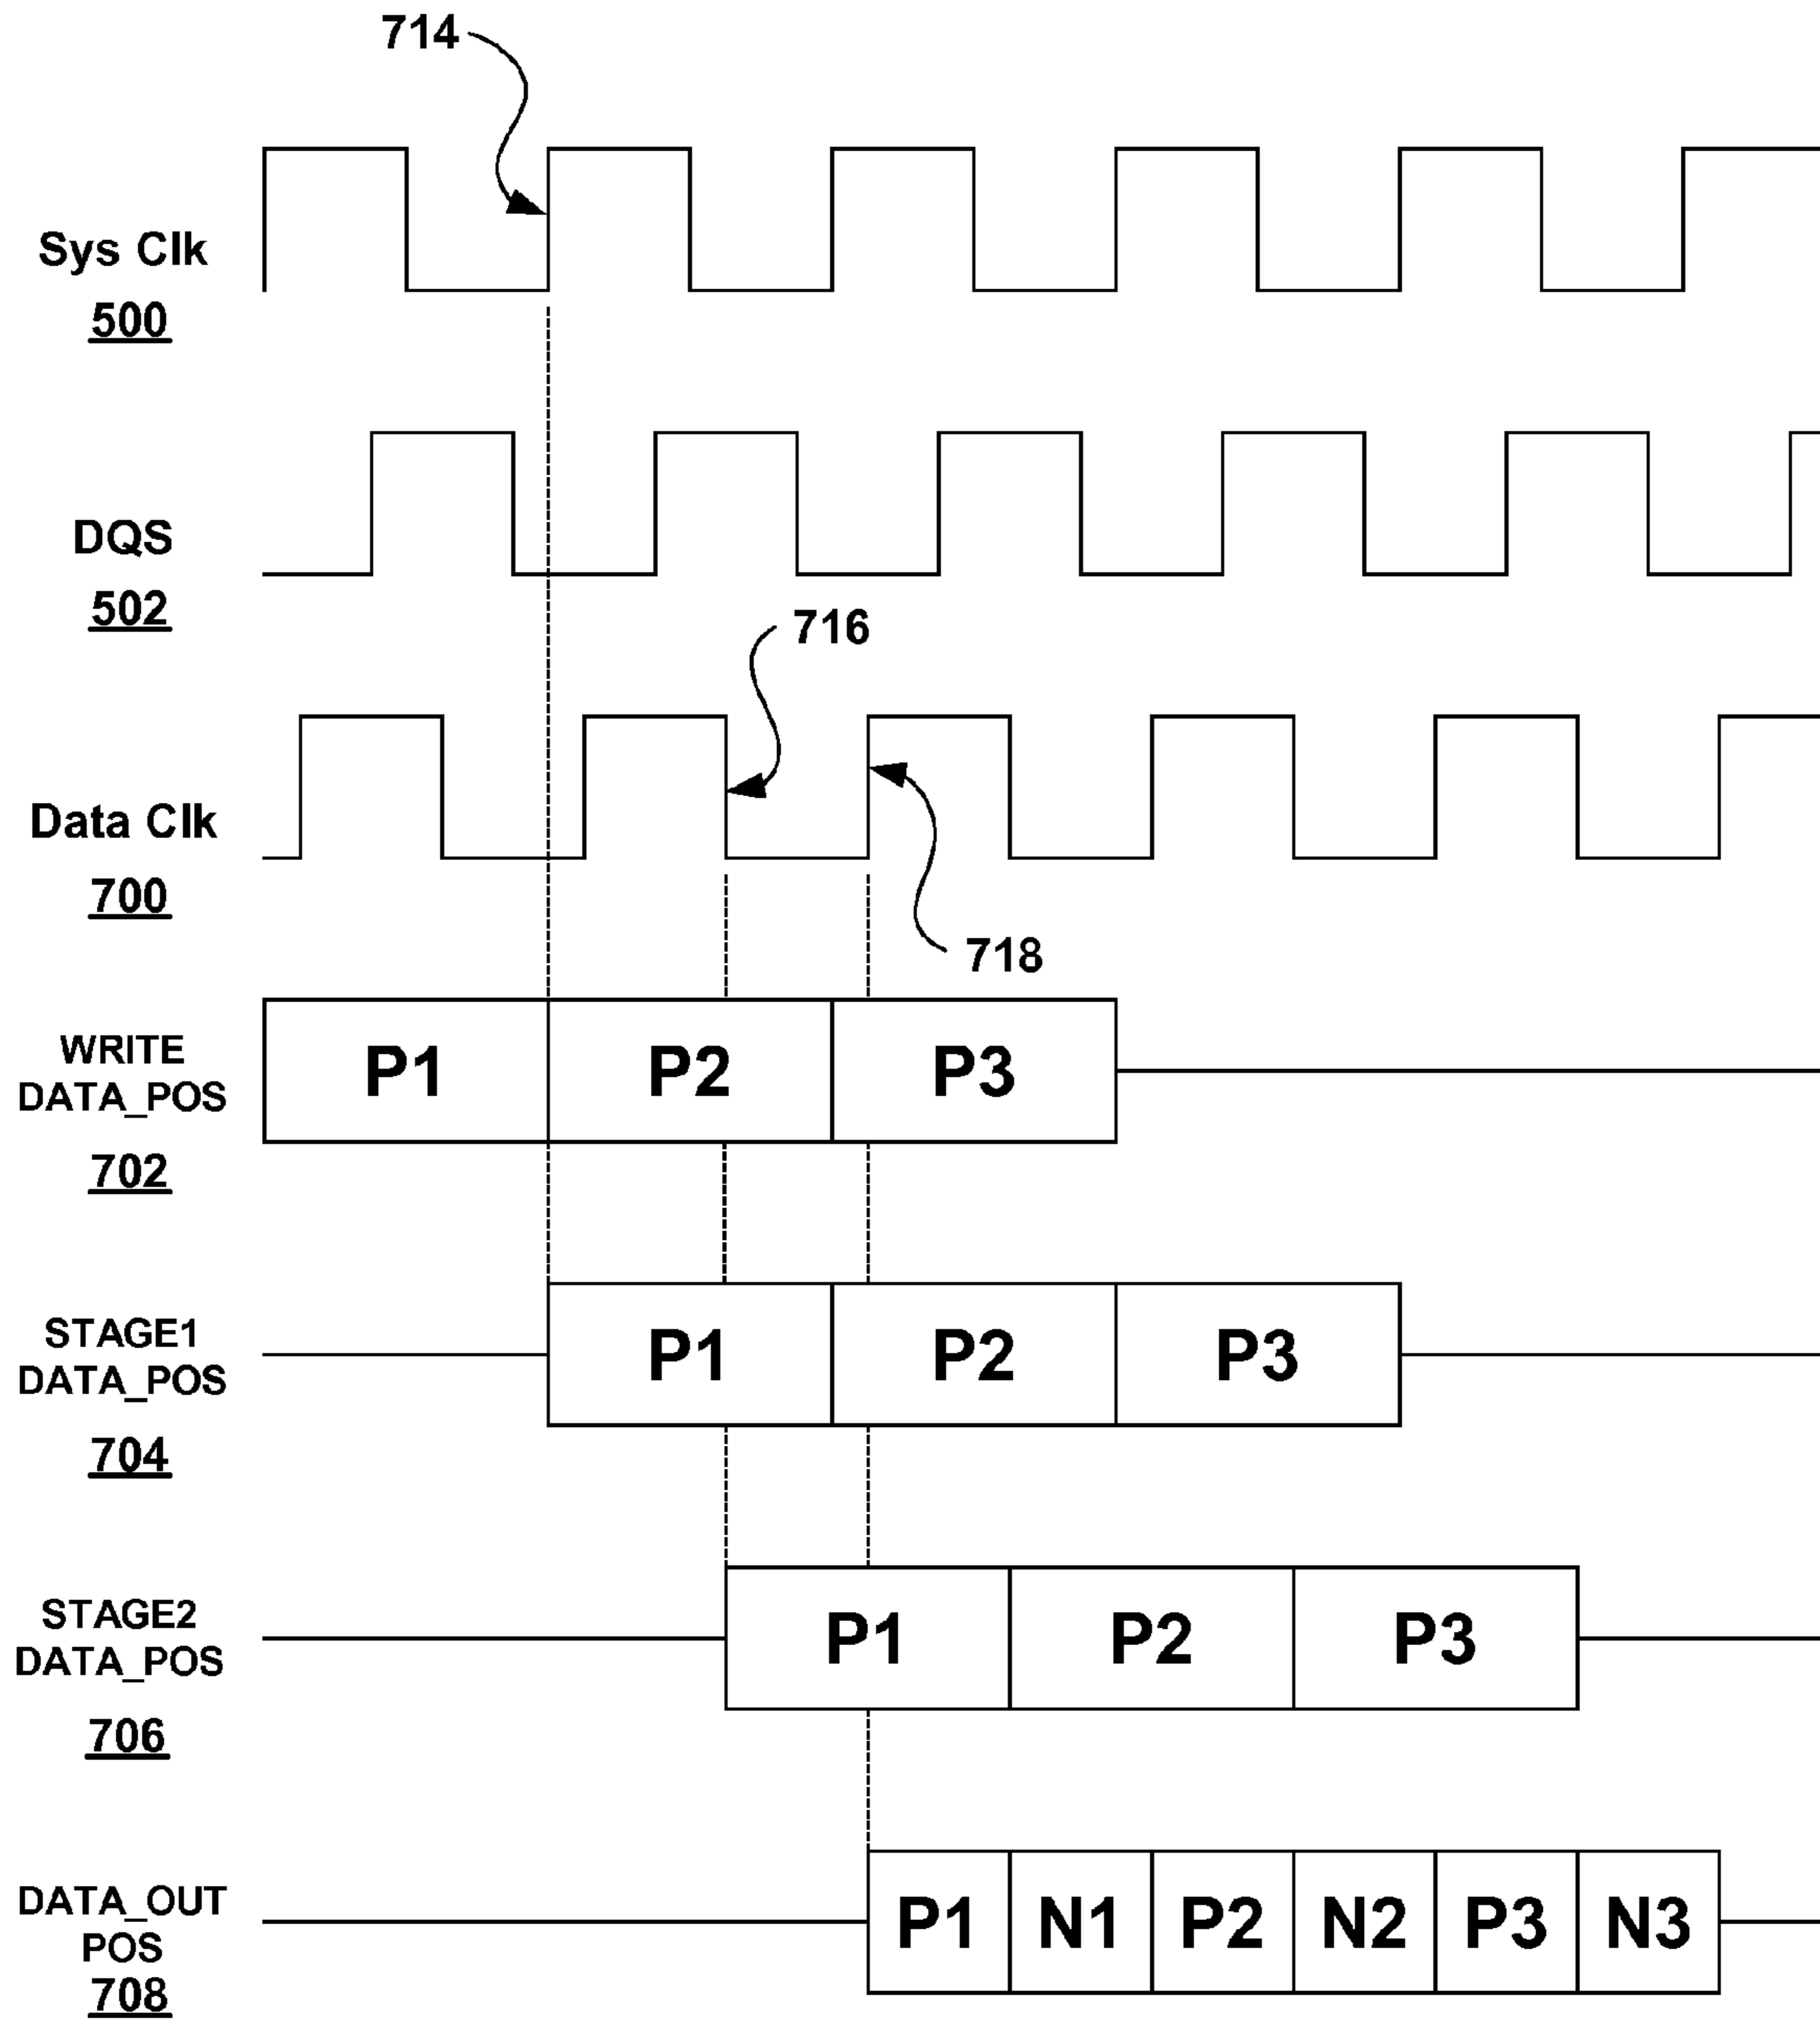 714
Sys Clk
500
DQS
502
716
Data Clk
700
718
WRITE
DATA_POS
702
P1 P2 P3
STAGE1
DATA_POS
704
P1 P2 P3
STAGE2
DATA_POS
706
P1 P2 P3
DATA_OUT
POS
708
P1 N1 P2 N2 P3 N3